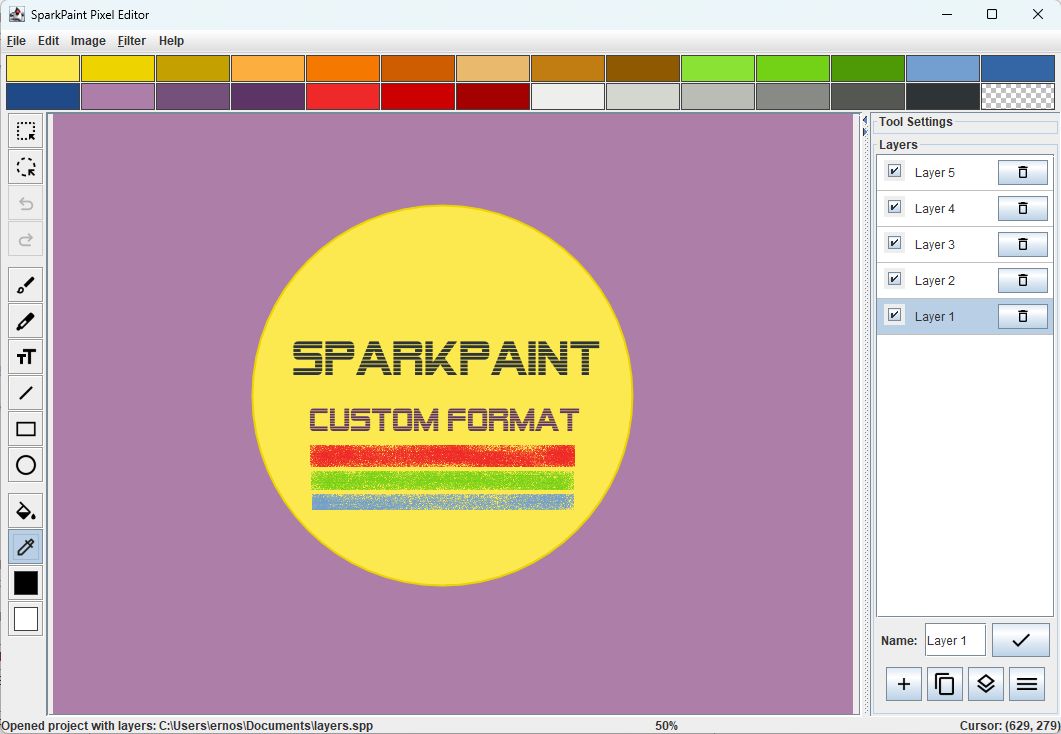 SparkPaint Pixel Editor
File Edit Image Filter Help
Tool Settings
Layers
Layer 5
Layer 4
Layer 3
Layer 2
Layer 1
SPARKPAINT
CUSTOM FORMAT
TT
Name: Layer 1
Opened project with layers: C:\Users\ernos\Documents\layers.spp 50% Cursor: (629, 279)